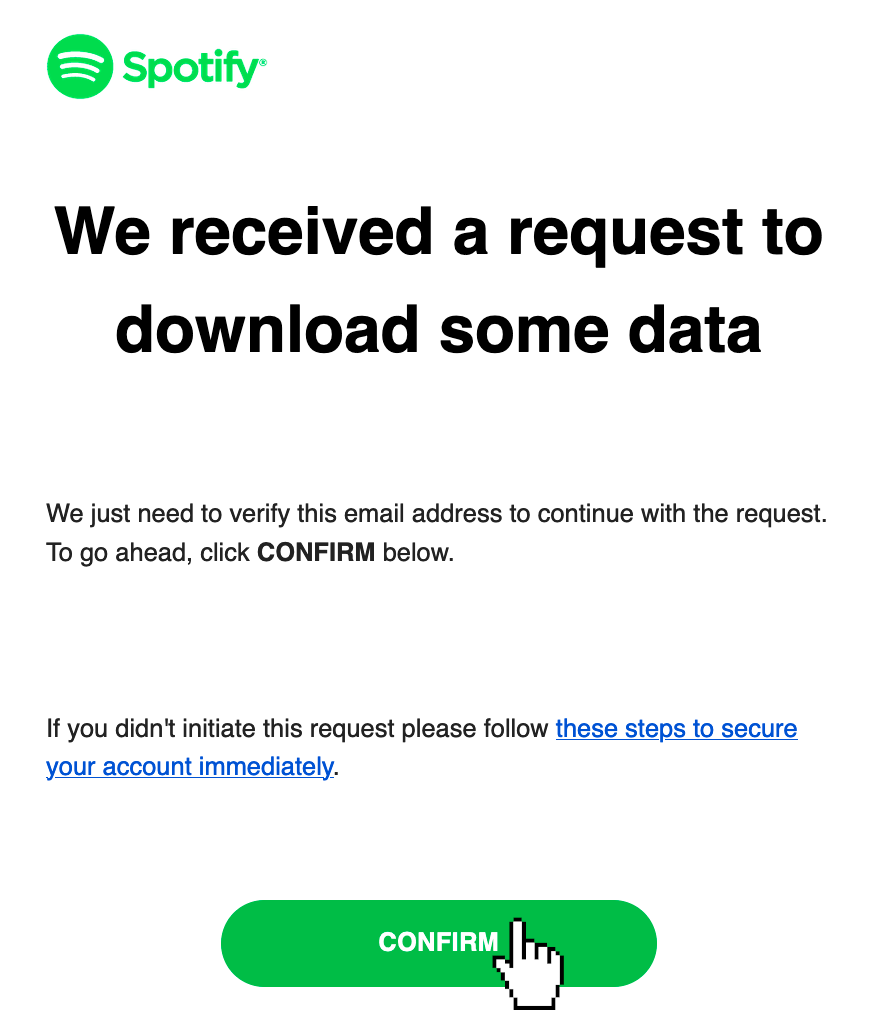 Spotify®
We received a request to
download some data
We just need to verify this email address to continue with the request.
To go ahead, click CONFIRM below.
If you didn't initiate this request please follow these steps to secure
your account immediately.
CONFIRM